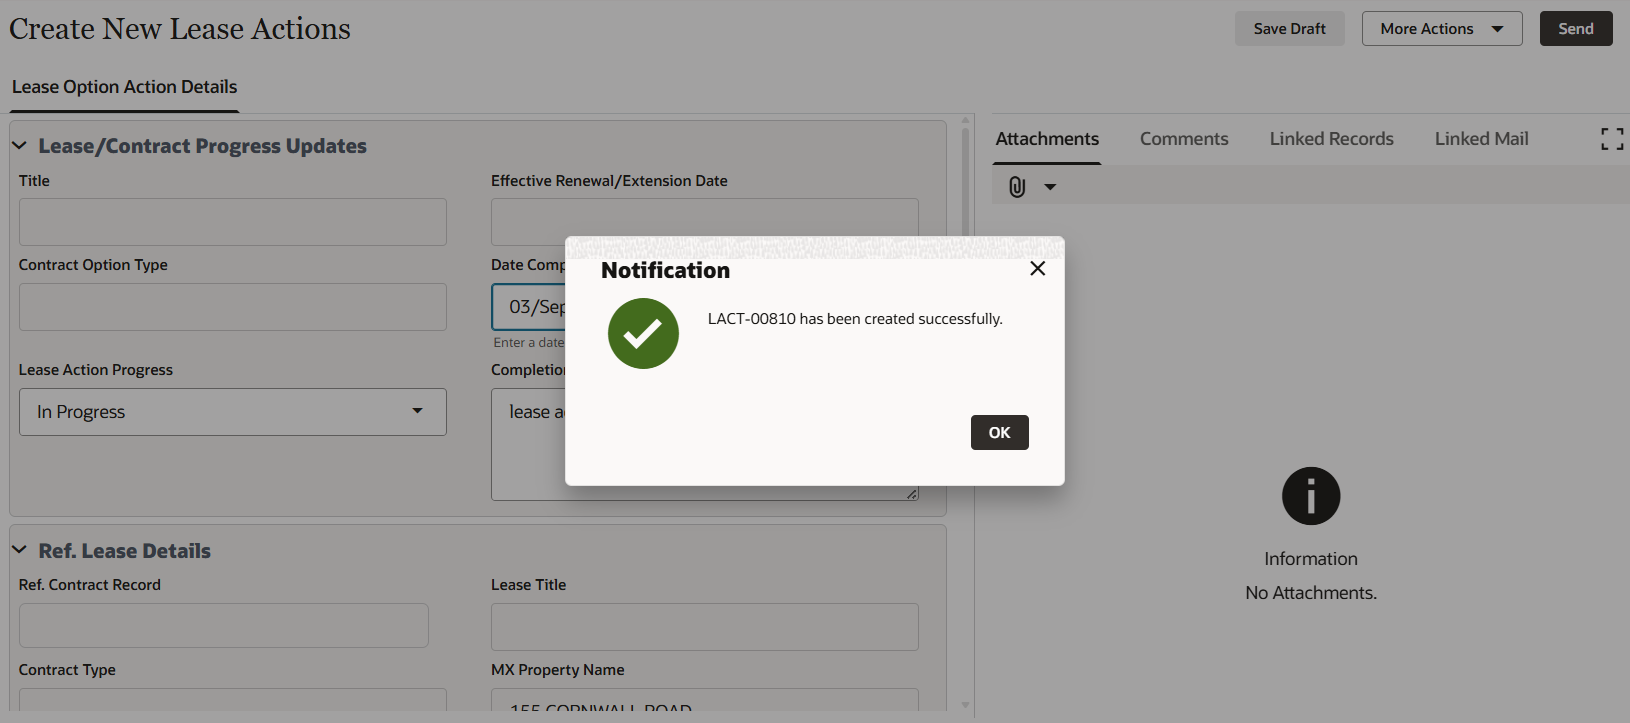 Create New Lease Actions
Save Draft
More Actions
Send
Lease Option Action Details
Lease/Contract Progress Updates
Title
Effective Renewal/Extension Date
Contract Option Type
Date Comp
03/Sep
Enter a date
Lease Action Progress
In Progress
Completion
lease a
Ref. Lease Details
Ref. Contract Record
Lease Title
Contract Type
MX Property Name
155 CORNWALL ROAD
Attachments
Comments
Linked Records
Linked Mail
Information
No Attachments.
Notification
LACT-00810 has been created successfully.
OK